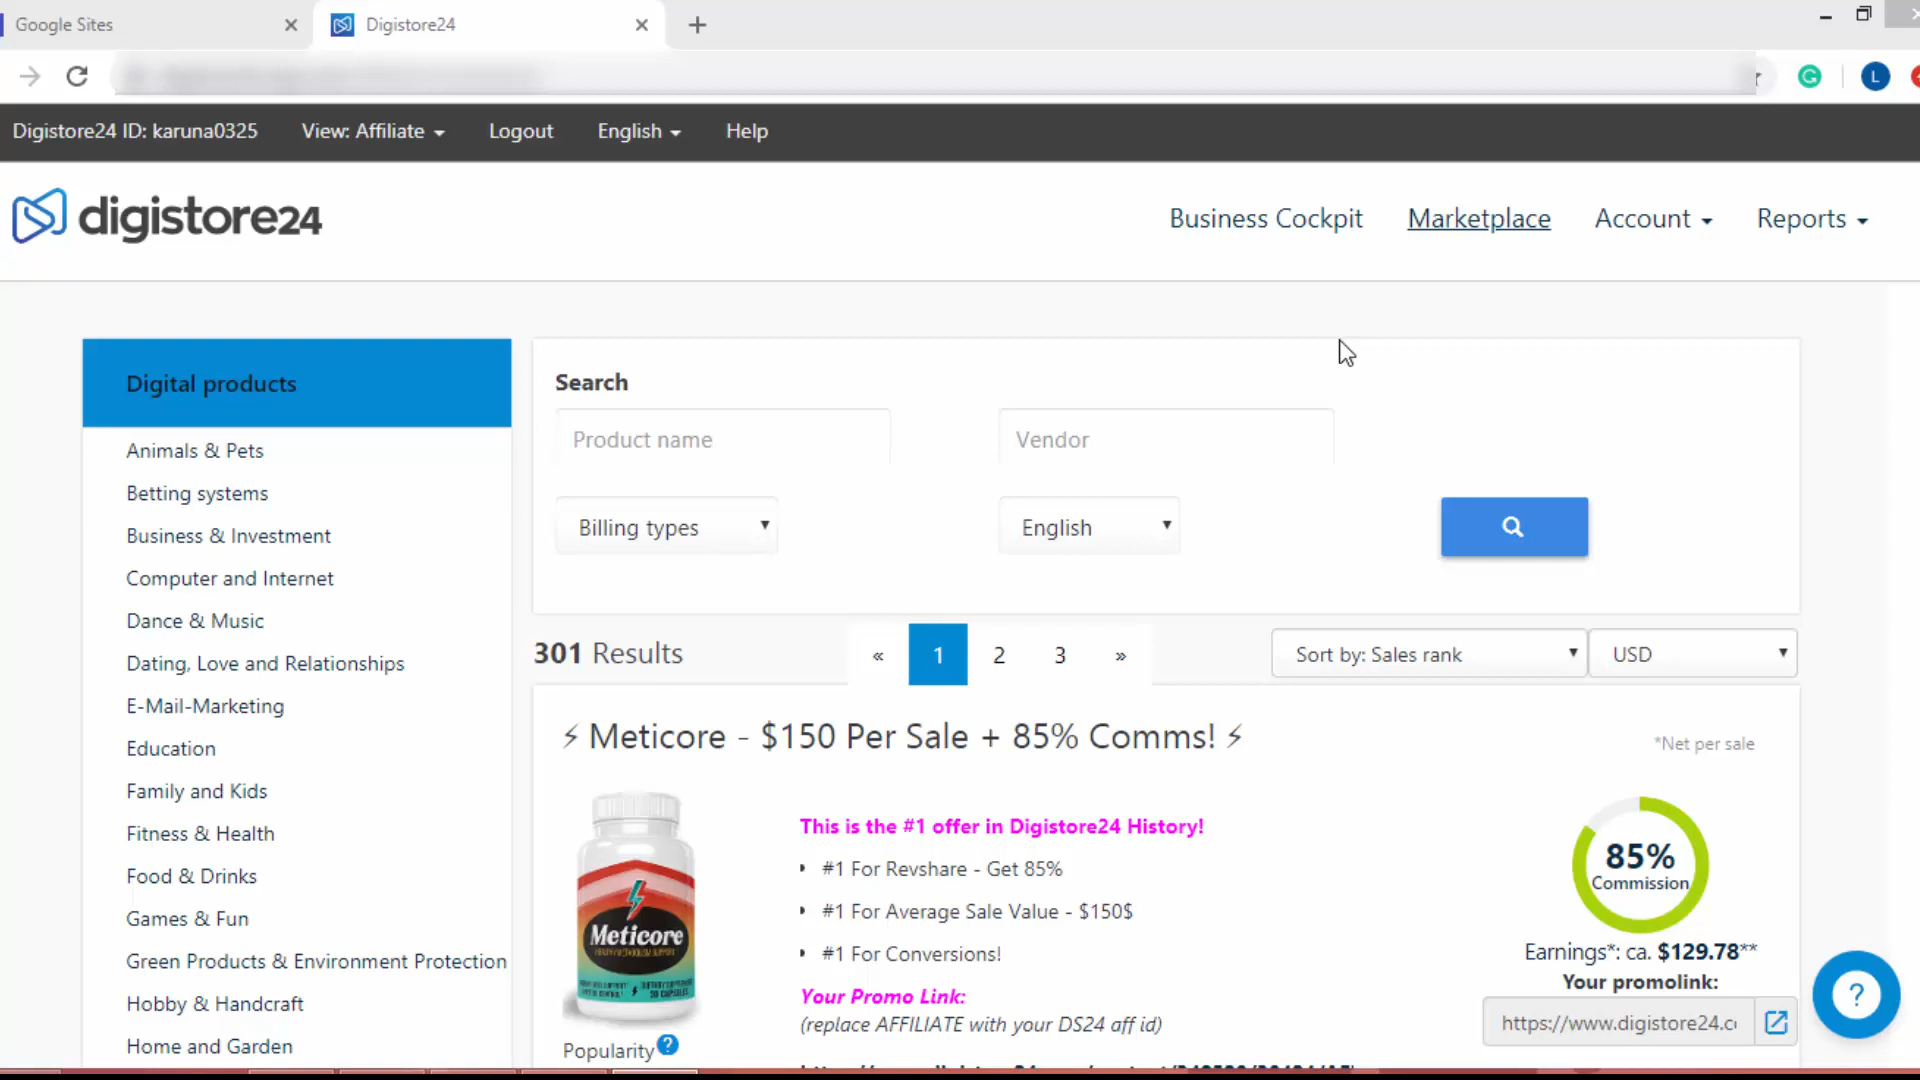 Google Sites
Digistore24
L
Digistore24 ID: karuna0325 View: Affiliate Logout English Help
digistore24
Business Cockpit Marketplace Account Reports
Digital products
Animals & Pets
Betting systems
Business & Investment
Computer and Internet
Dance & Music
Dating, Love and Relationships
E-Mail-Marketing
Education
Family and Kids
Fitness & Health
Food & Drinks
Games & Fun
Green Products & Environment Protection
Hobby & Handcraft
Home and Garden
Search
Product name Vendor
Billing types English
301 Results « 1 2 3 » Sort by: Sales rank USD
⚡ Meticore - $150 Per Sale + 85% Comms! ⚡
*Net per sale
Meticore
This is the #1 offer in Digistore24 History!
#1 For Revshare - Get 85%
#1 For Average Sale Value - $150$
#1 For Conversions!
Your Promo Link:
(replace AFFILIATE with your DS24 aff id)
85%
Commission
Earnings*: ca. $129.78**
Your promolink:
https://www.digistore24.c
Popularity ?
?